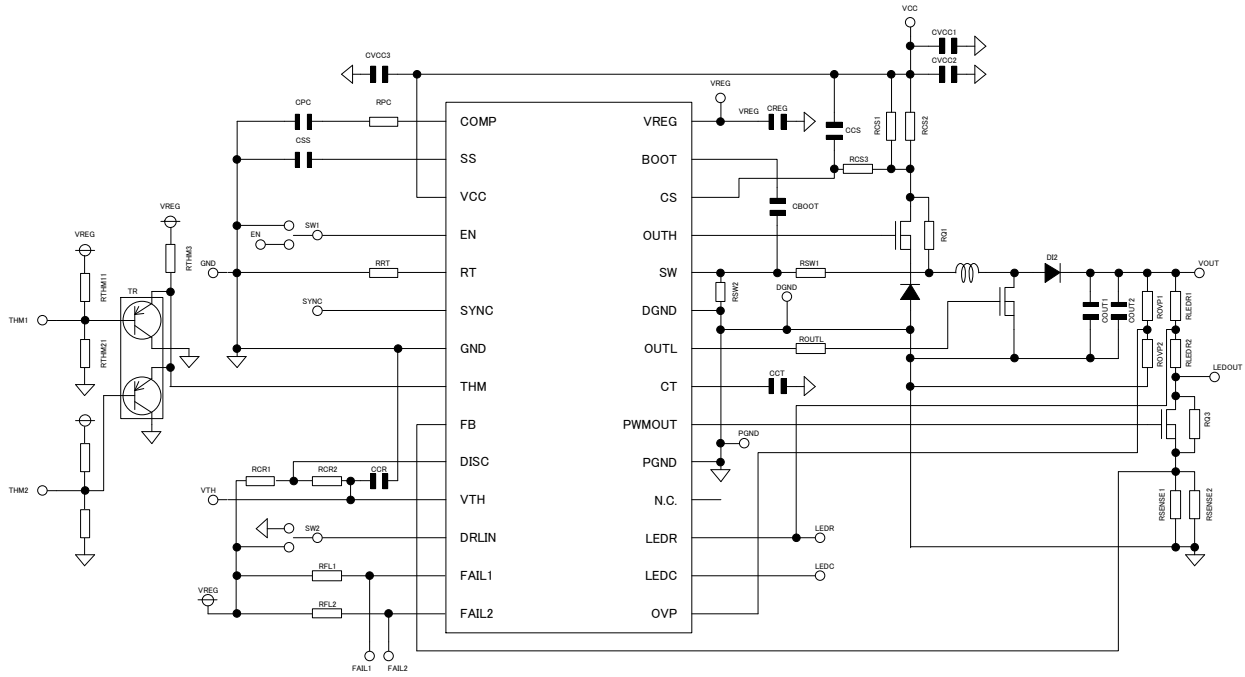 VCC
CVCC1
CVCC2
CVCC3
VREG
CREG
VREG
CPC
RPC
CSS
CCS
RCS1
RCS2
RCS3
CBOOT
COMP
SS
VCC
EN
RT
SYNC
GND
THM
FB
DISC
VTH
DRLIN
FAIL1
FAIL2
VREG
BOOT
CS
OUTH
SW
DGND
OUTL
CT
PWMOUT
PGND
N.C.
LEDR
LEDC
OVP
EN
SW1
GND
RRT
SYNC
VREG
VREG
RTHM3
RTHM11
TR
THM1
RTHM21
THM2
RCR1
RCR2
CCR
VTH
SW2
RFL1
VREG
RFL2
FAIL1
FAIL2
RQ1
RSW1
RSW2
DGND
DI2
VOUT
COUT1
COUT2
ROVP1
RLEDR1
ROVP2
RLEDR2
ROUTL
CCT
LEDOUT
RQ3
PGND
RSENSE1
RSENSE2
LEDR
LEDC